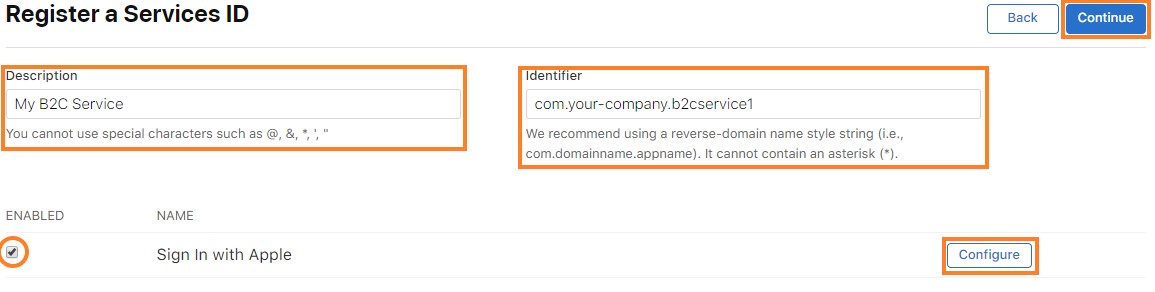 Register a Services ID
Back
Continue
Description
Identifier
My B2C Service
com.your-company.b2cservice1
You cannot use special characters such as @, &, *, ', "
We recommend using a reverse-domain name style string (i.e.,
com.domainname.appname). It cannot contain an asterisk (*).
ENABLED
NAME
Sign In with Apple
Configure